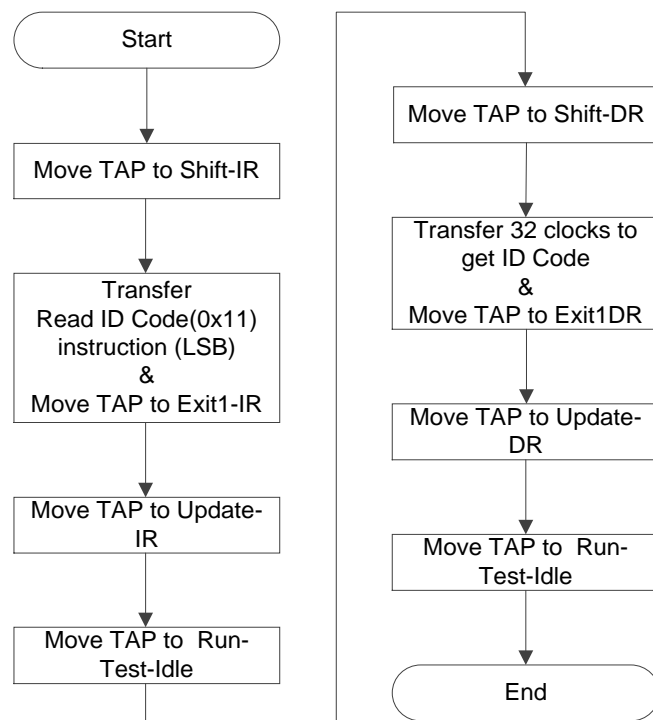 Start
Move TAP to Shift-IR
Transfer
Read ID Code(0x11)
instruction (LSB)
&
Move TAP to Exit1-IR
Move TAP to Update-
IR
Move TAP to  Run-
Test-Idle
Move TAP to Shift-DR
Transfer 32 clocks to
get ID Code
&
Move TAP to Exit1DR
Move TAP to Update-
DR
Move TAP to  Run-
Test-Idle
End